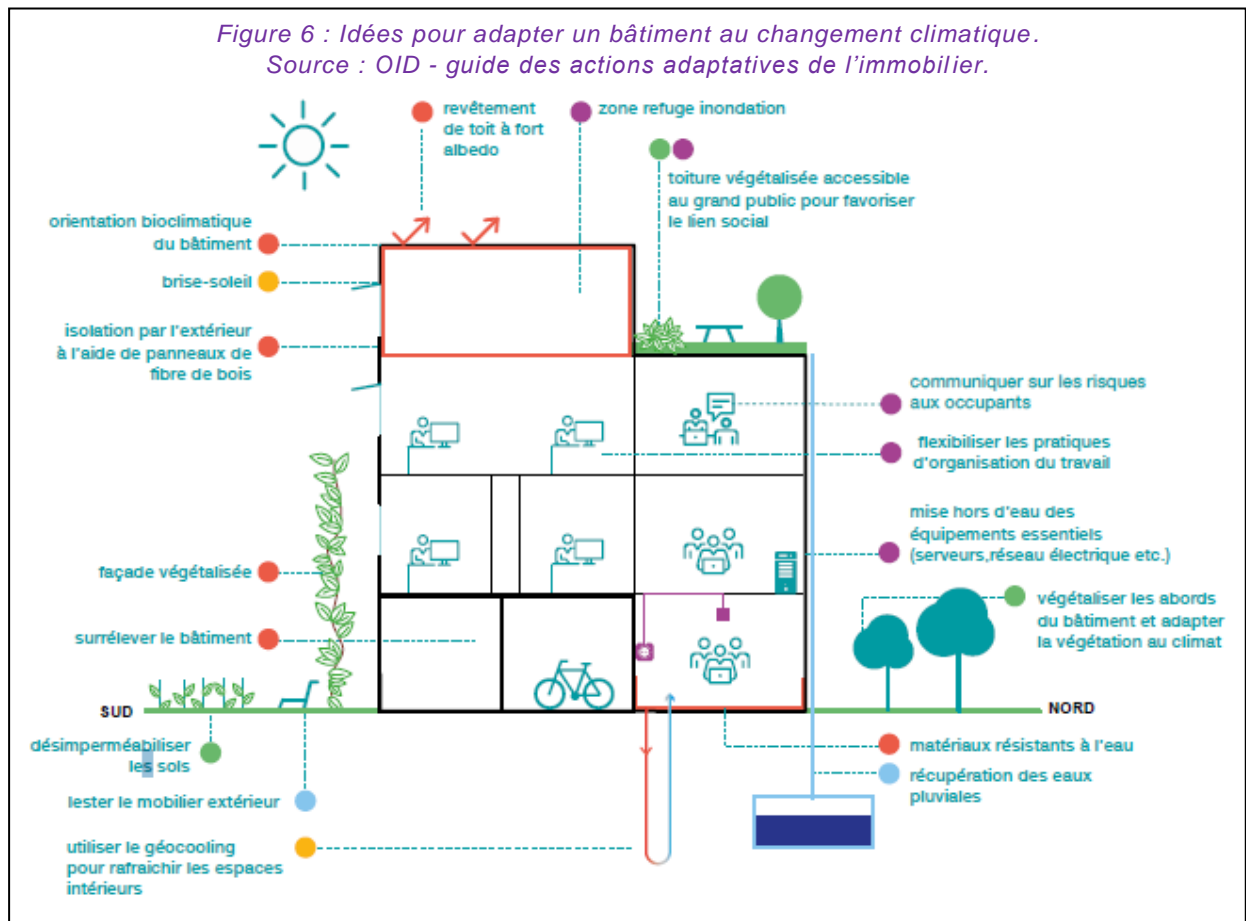 Figure 6 : Idées pour adapter un bâtiment au changement climatique.
Source : OID - guide des actions adaptatives de l'immobilier.
revêtement
de toit à fort
albedo
zone refuge inondation
toiture végétalisée accessible
au grand public pour favoriser
le lien social
orientation bioclimatique
du bâtiment
brise-soleil
isolation par l'extérieur
à l'aide de panneaux de
fibre de bois
communiquer sur les risques
aux occupants
flexibiliser les pratiques
d'organisation du travail
mise hors d'eau des
équipements essentiels
(serveurs,réseau électrique etc.)
façade végétalisée
végétaliser les abords
du bâtiment et adapter
la végétation au climat
surrélever le bâtiment
SUD
NORD
désimperméabiliser
les sols
matériaux résistants à l'eau
lester le mobilier extérieur
récupération des eaux
pluviales
utiliser le géocooling
pour rafraichir les espaces
intérieurs